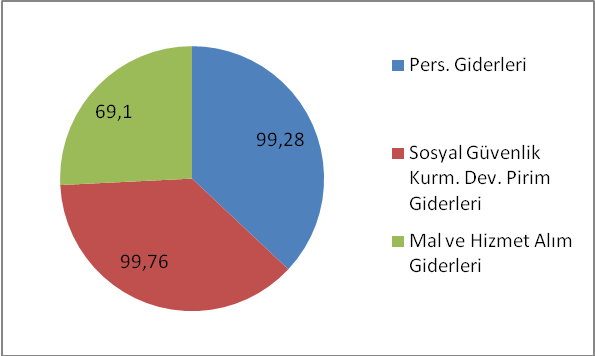 69,1
99,28
99,76
Pers. Giderleri
Sosyal Güvenlik
Kurm. Dev. Pirim
Giderleri
Mal ve Hizmet Alım
Giderleri